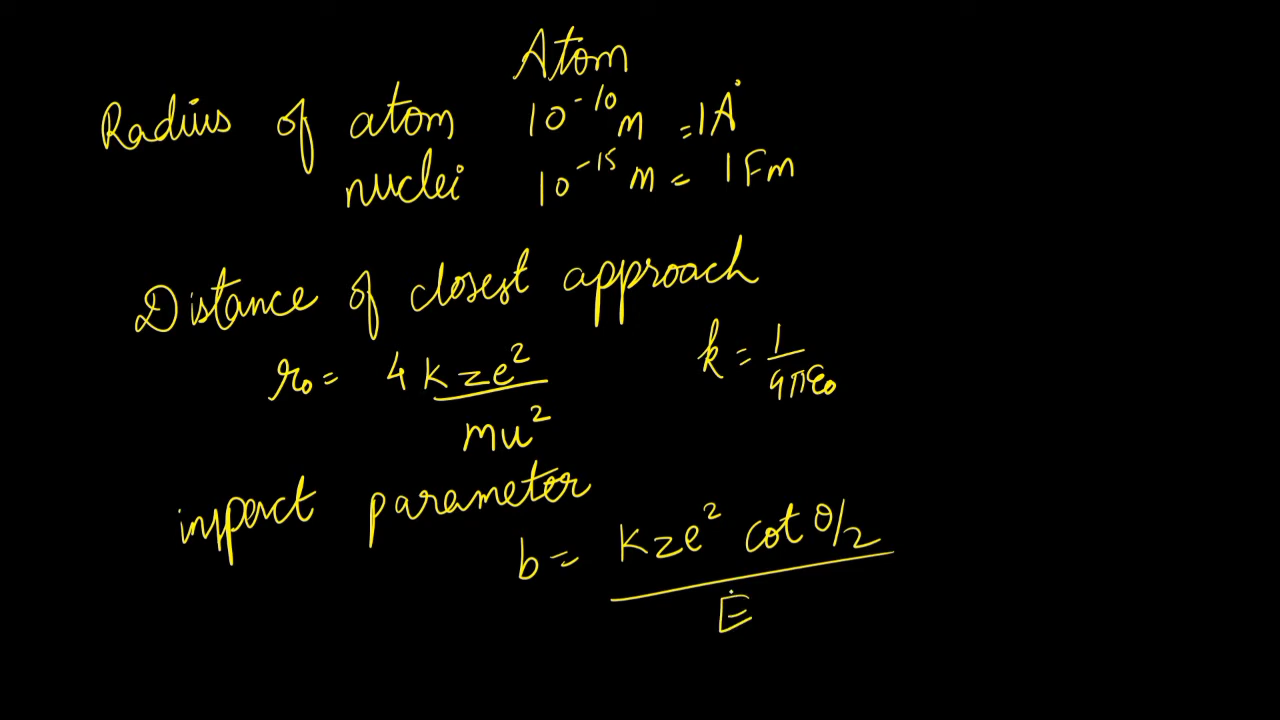 Atom
Radius of atom 10⁻¹⁰ m = 1 Å
nuclei 10⁻¹⁵ m = 1 Fm
Distance of closest approach
r₀ = 4kze² / mu²
k = 1 / 4πε₀
impact parameter
b = kze² cot θ/2 / E